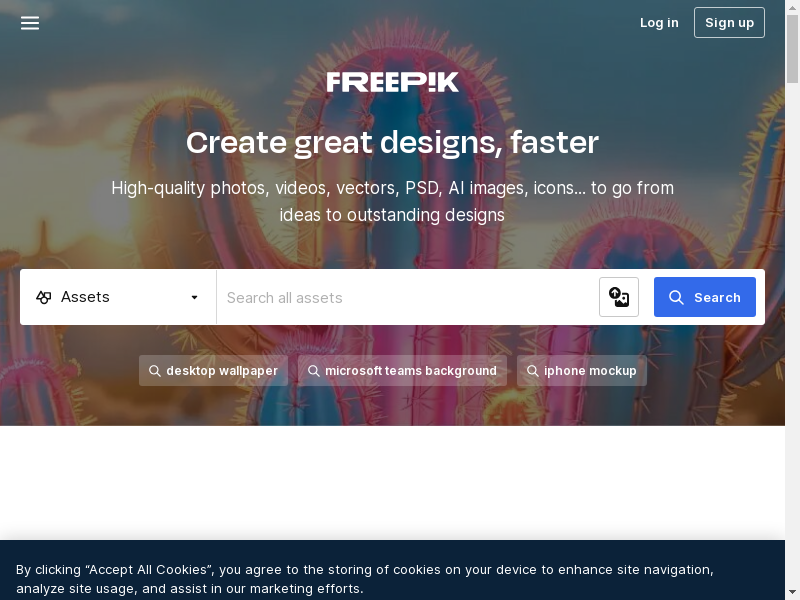 Log in
Sign up
FREEPIK
Create great designs, faster
High-quality photos, videos, vectors, PSD, AI images, icons... to go from
ideas to outstanding designs
Assets
Search all assets
Search
desktop wallpaper
microsoft teams background
iphone mockup
By clicking “Accept All Cookies”, you agree to the storing of cookies on your device to enhance site navigation,
analyze site usage, and assist in our marketing efforts.